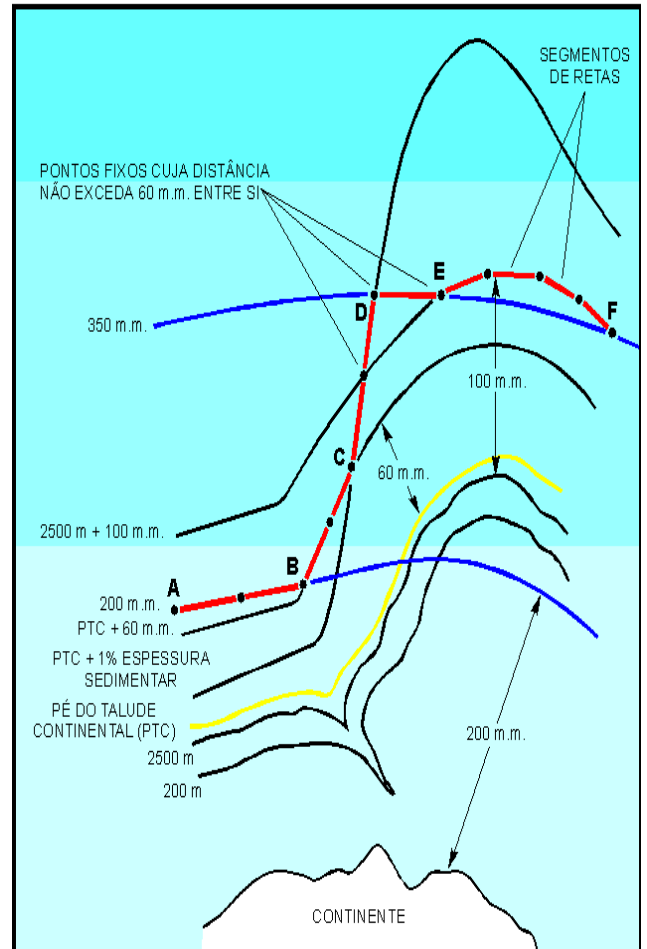 SEGMENTOS
DE RETAS
PONTOS FIXOS CUJA DISTÂNCIA
NÃO EXCEDA 60 m.m. ENTRE SI
E
D
F
350 m.m.
100 m.m.
C
60 m.m.
2500 m + 100 m.m.
B
A
200 m.m.
PTC + 60 m.m.
PTC + 1% ESPESSURA
SEDIMENTAR
PÉ DO TALUDE
CONTINENTAL (PTC)
200 m.m.
2500 m
200 m
CONTINENTE